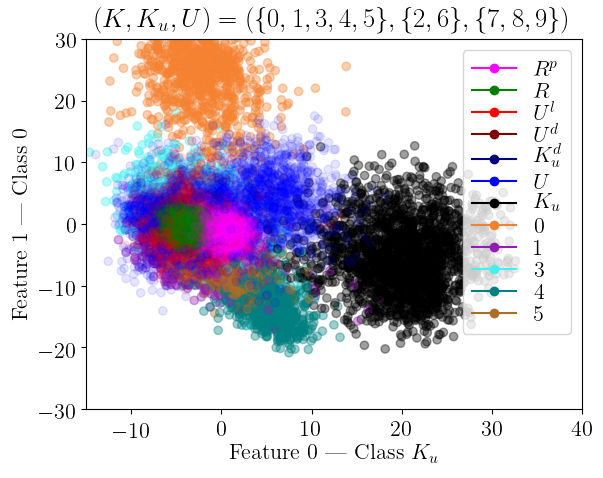 (K, K_u, U) = ({0, 1, 3, 4, 5}, {2, 6}, {7, 8, 9})
30
20
10
0
−10
−20
−30
Feature 1 — Class 0
−10
0
10
20
30
40
Feature 0 — Class K_u
R^p
R
U^l
U^d
K_u^d
U
K_u
0
1
3
4
5